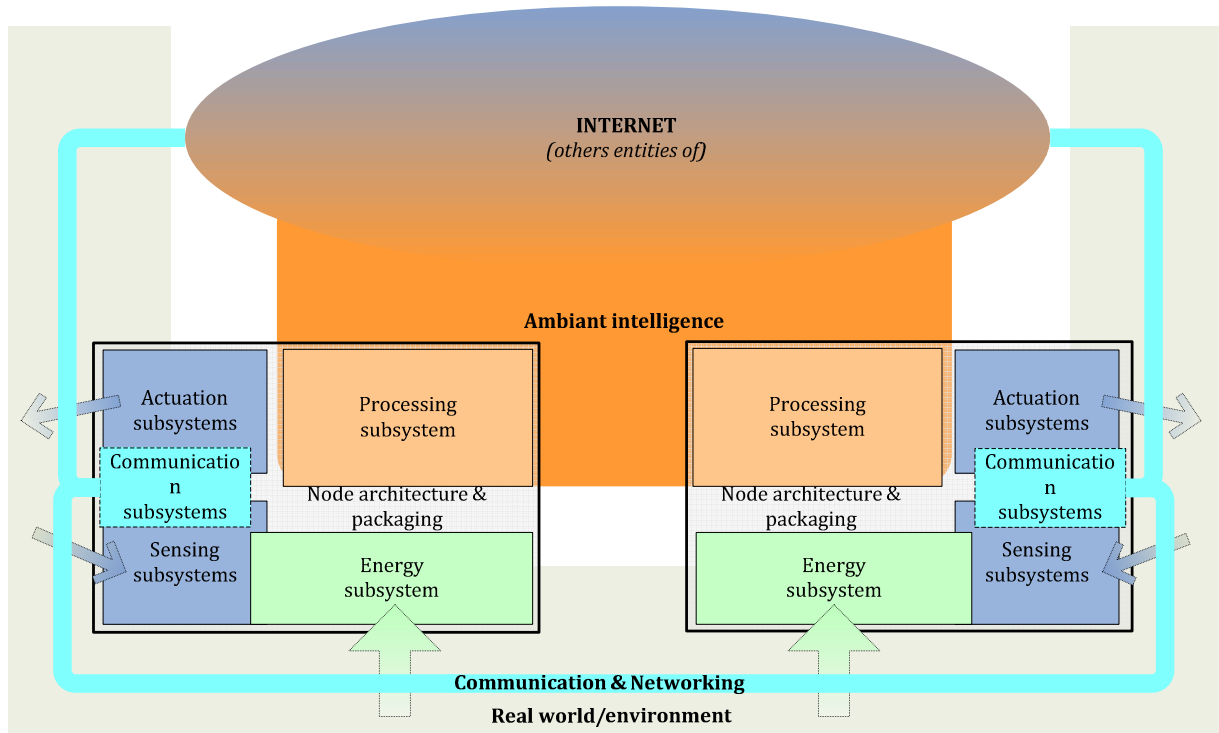 INTERNET
(others entities of)
Ambiant intelligence
Actuation
subsystems
Processing
subsystem
Communicatio
n
subsystems
Node architecture &
packaging
Sensing
subsystems
Energy
subsystem
Processing
subsystem
Actuation
subsystems
Communicatio
n
subsystems
Node architecture &
packaging
Energy
subsystem
Sensing
subsystems
Communication & Networking
Real world/environment